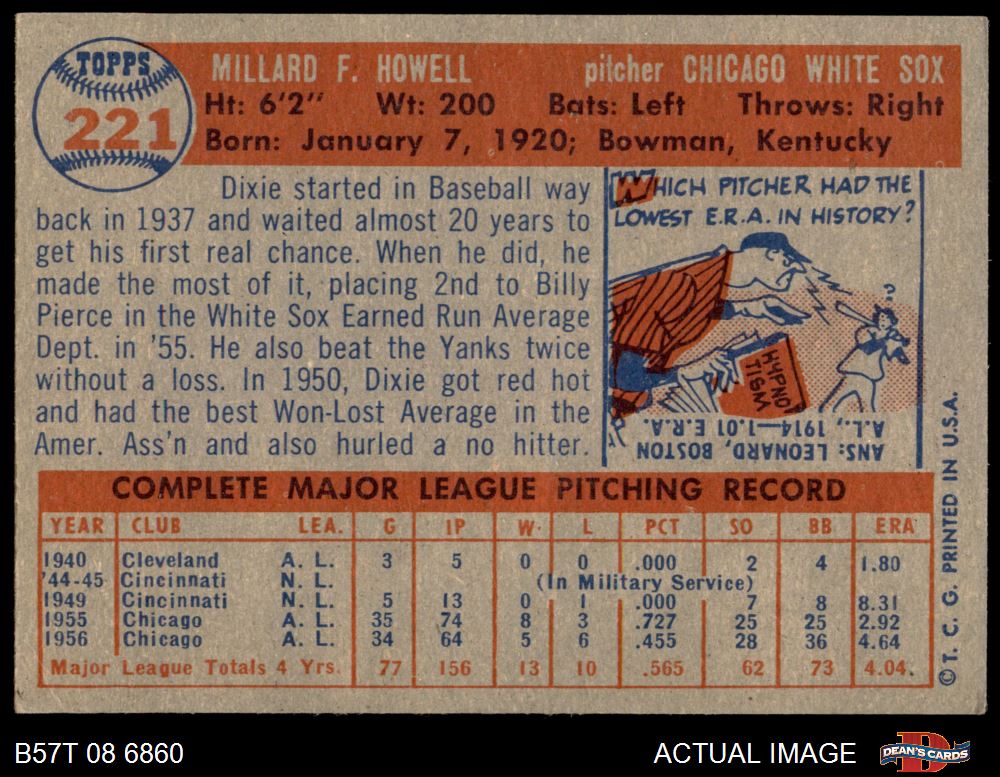 TOPPS
221
MILLARD F. HOWELL pitcher CHICAGO WHITE SOX
Ht: 6'2" Wt: 200 Bats: Left Throws: Right
Born: January 7, 1920; Bowman, Kentucky
Dixie started in Baseball way
back in 1937 and waited almost 20 years to
get his first real chance. When he did, he
made the most of it, placing 2nd to Billy
Pierce in the White Sox Earned Run Average
Dept. in '55. He also beat the Yanks twice
without a loss. In 1950, Dixie got red hot
and had the best Won-Lost Average in the
Amer. Ass'n and also hurled a no hitter.
WHICH PITCHER HAD THE
LOWEST E.R.A. IN HISTORY?
?
HYPNO
TISM
ANS: LEONARD, BOSTON
A.L., 1914—1.01 E.R.A.
COMPLETE MAJOR LEAGUE PITCHING RECORD
YEAR CLUB LEA. G IP W L PCT SO BB ERA
1940 Cleveland A. L. 3 5 0 0 .000 2 4 1.80
'44-45 Cincinnati N. L. (In Military Service)
1949 Cincinnati N. L. 5 13 0 1 .000 7 8 8.31
1955 Chicago A. L. 35 74 8 3 .727 25 25 2.92
1956 Chicago A. L. 34 64 5 6 .455 28 36 4.64
Major League Totals 4 Yrs. 77 156 13 10 .565 62 73 4.04.
©T. C. G. PRINTED IN U.S.A.
B57T 08 6860 ACTUAL IMAGE
D
DEAN'S CARDS